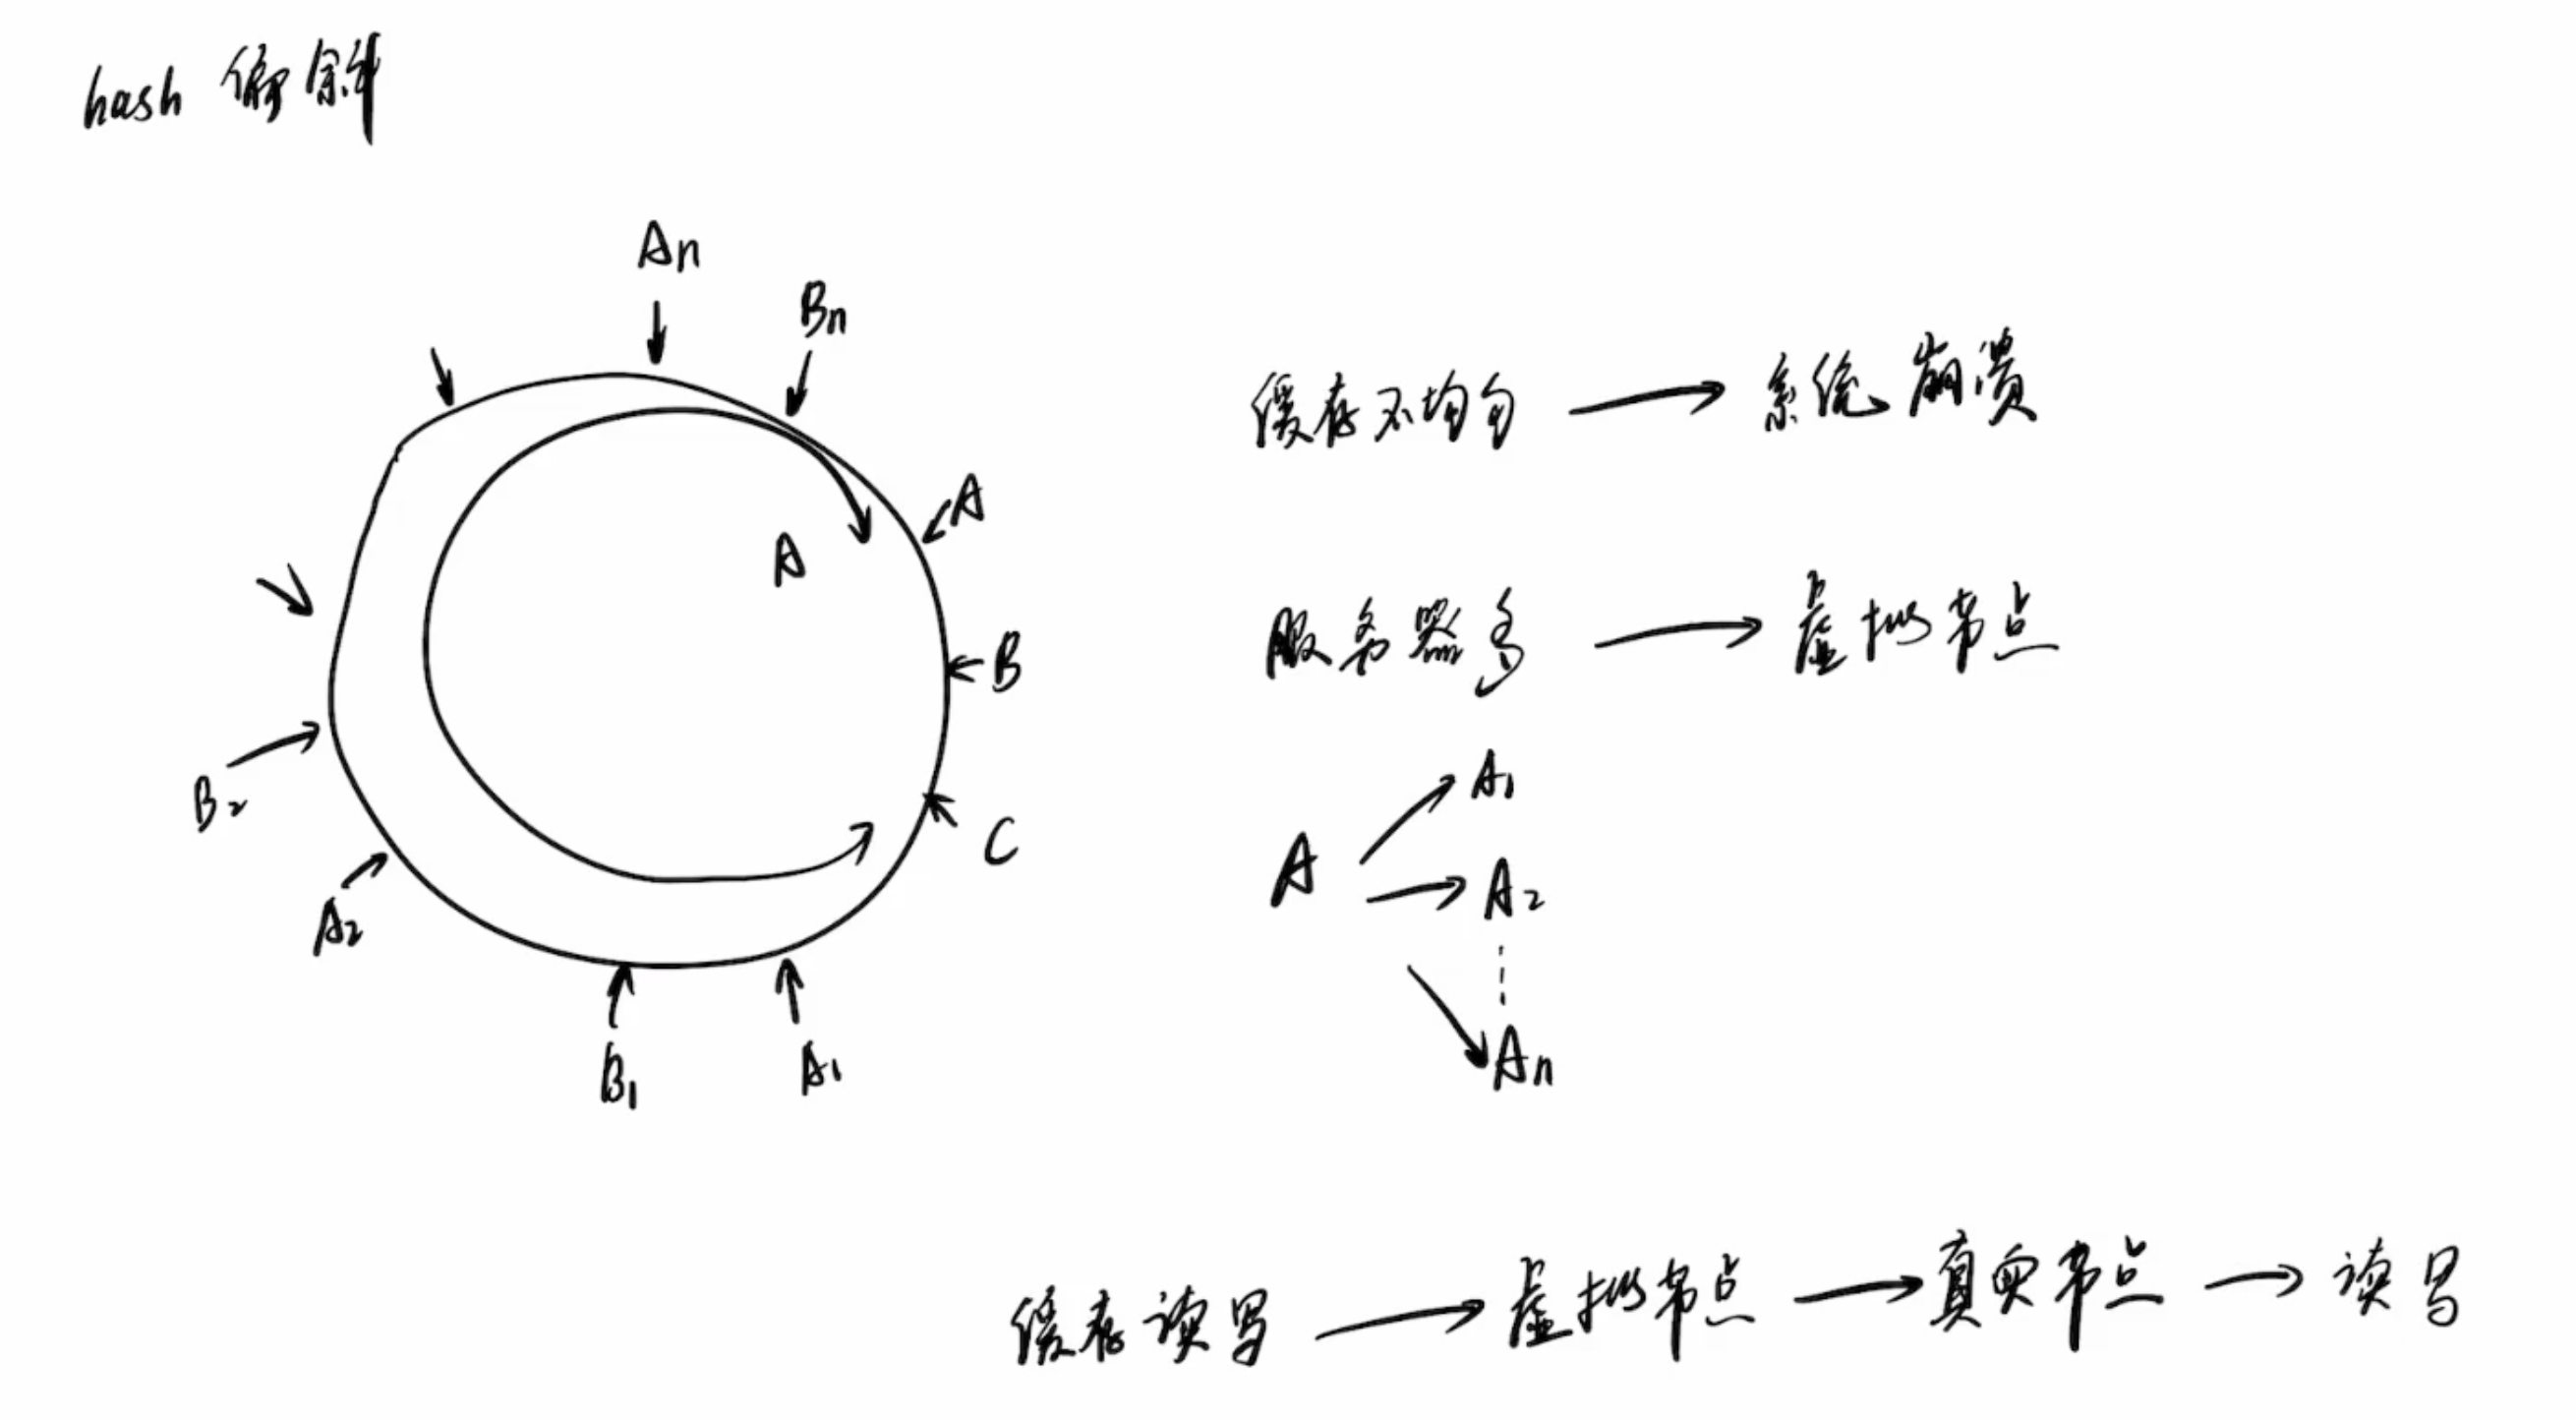 hash 偏斜
An
Bn
A
A
B
C
B2
A2
B1
A1
缓存不均匀 → 系统崩溃
服务器多 → 虚拟节点
A1
A → A2
An
缓存读写 → 虚拟节点 → 真实节点 → 读写